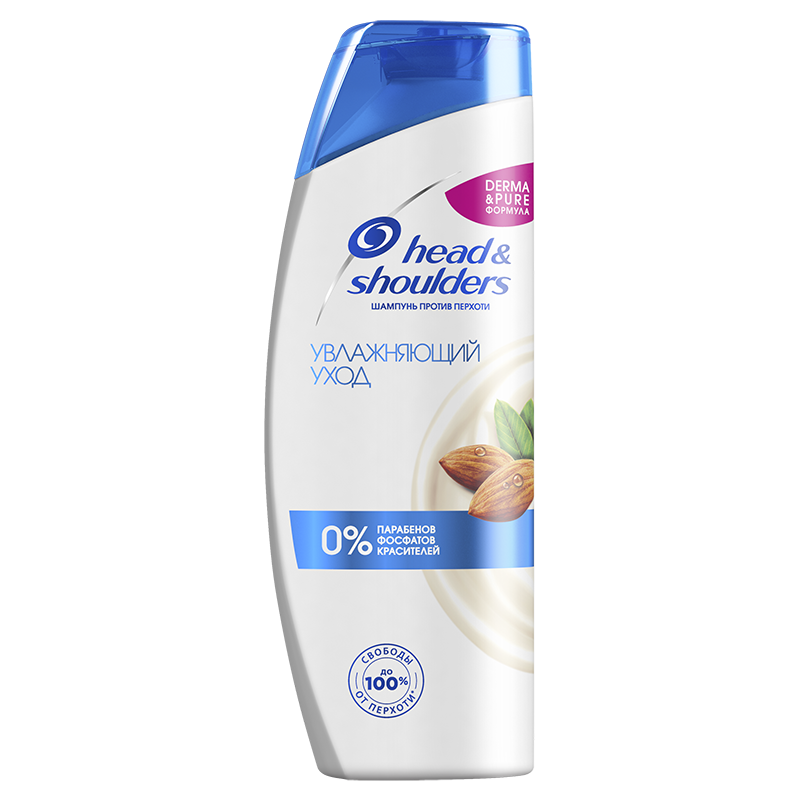 DERMA
&PURE
ФОРМУЛА
head&
shoulders
ШАМПУНЬ ПРОТИВ ПЕРХОТИ
УВЛАЖНЯЮЩИЙ
УХОД
0%
ПАРАБЕНОВ
ФОСФАТОВ
КРАСИТЕЛЕЙ
СВОБОДЫ
ДО
100%
ОТ ПЕРХОТИ*